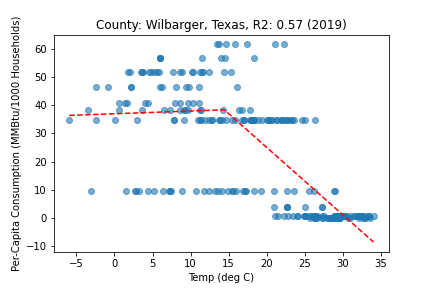 County: Wilbarger, Texas, R2: 0.57 (2019)
Per-Capita Consumption (MMBtu/1000 Households)
60
50
40
30
20
10
0
−10
−5 0 5 10 15 20 25 30 35
Temp (deg C)